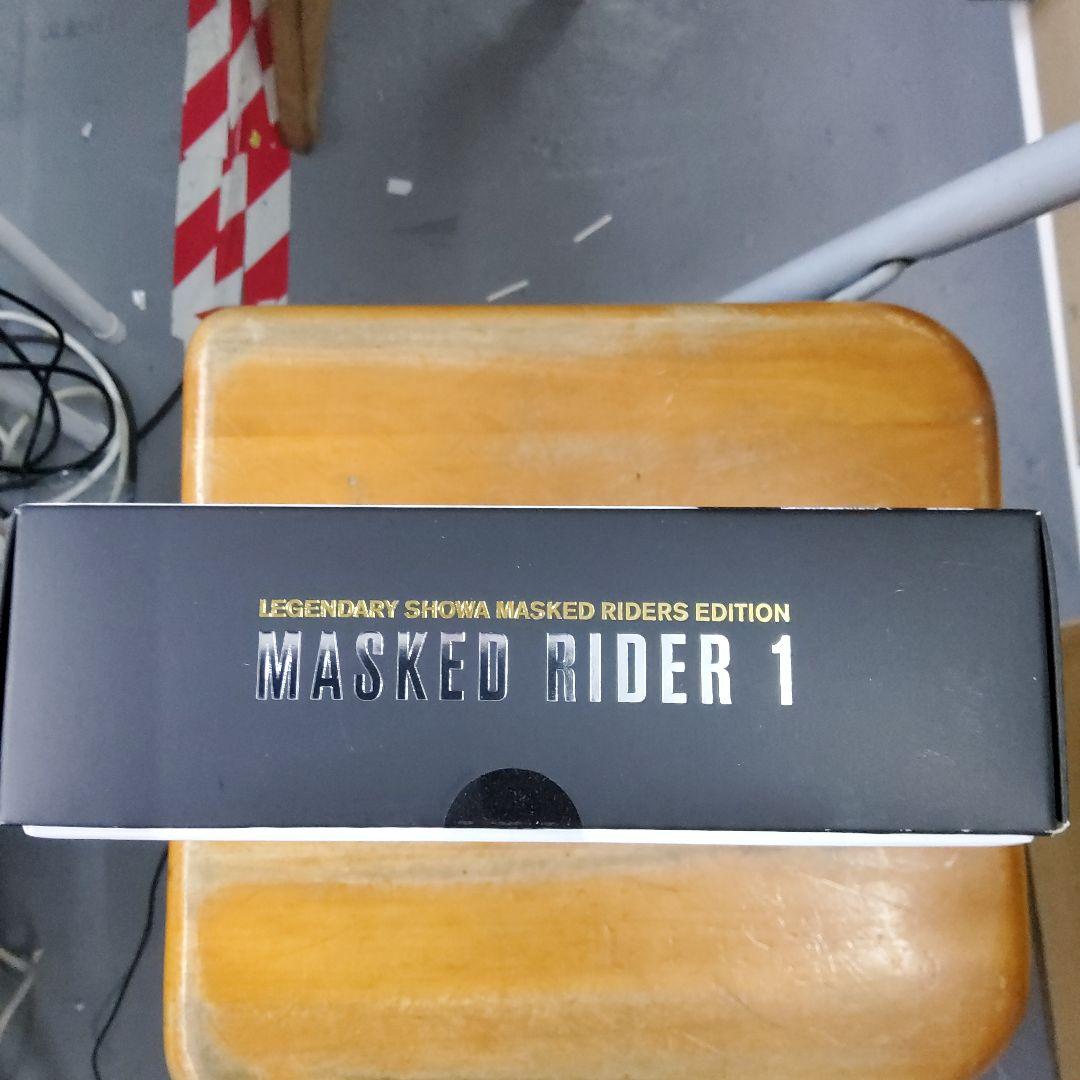 LEGENDARY SHOWA MASKED RIDERS EDITION
MASKED RIDER 1